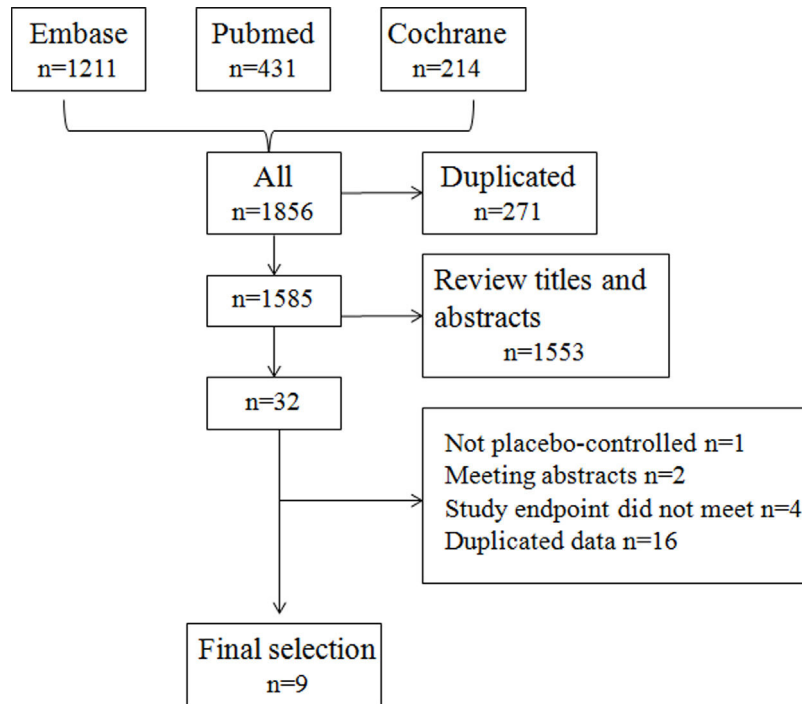 Embase
n=1211
Pubmed
n=431
Cochrane
n=214
All
n=1856
Duplicated
n=271
n=1585
Review titles and
abstracts
n=1553
n=32
Not placebo-controlled n=1
Meeting abstracts n=2
Study endpoint did not meet n=4
Duplicated data n=16
Final selection
n=9